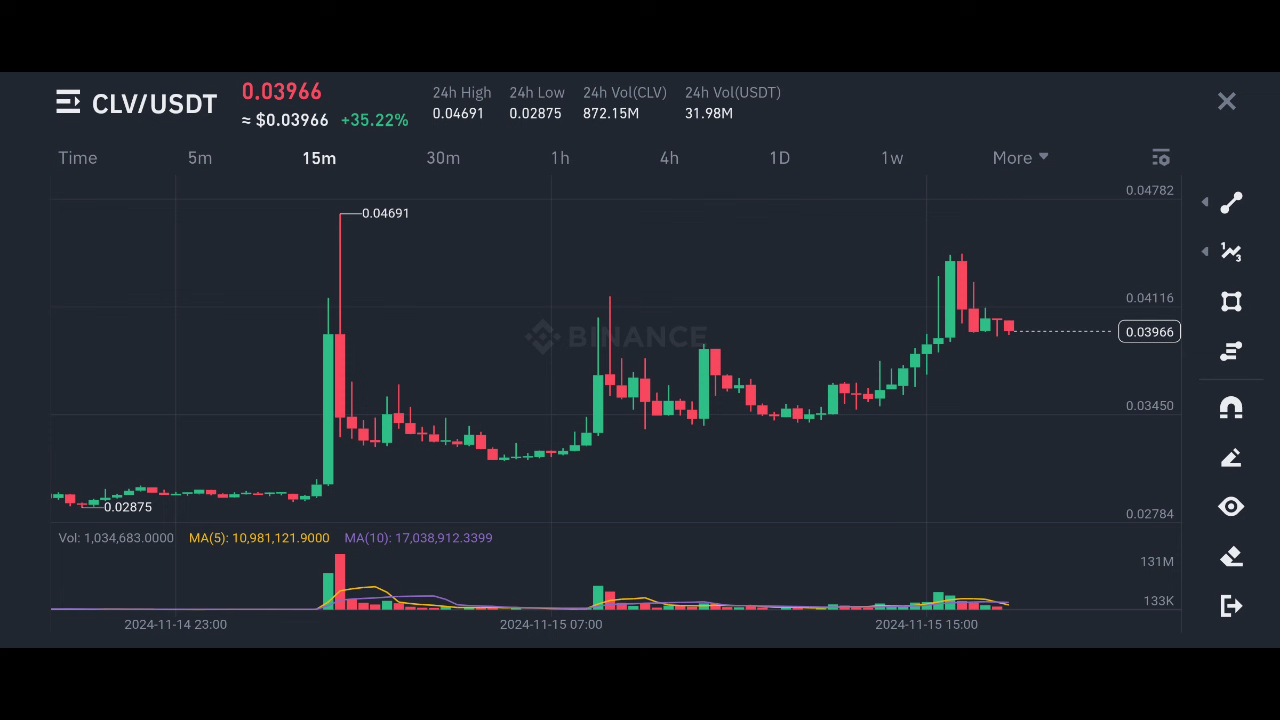 CLV/USDT
0.03966
≈ $0.03966 +35.22%
24h High 24h Low 24h Vol(CLV) 24h Vol(USDT)
0.04691 0.02875 872.15M 31.98M
Time 5m 15m 30m 1h 4h 1D 1w More
0.04782
0.04691
0.04116
BINANCE
0.03966
0.03450
0.02875
0.02784
Vol: 1,034,683.0000 MA(5): 10,981,121.9000 MA(10): 17,038,912.3399
131M
133K
2024-11-14 23:00 2024-11-15 07:00 2024-11-15 15:00
1
3